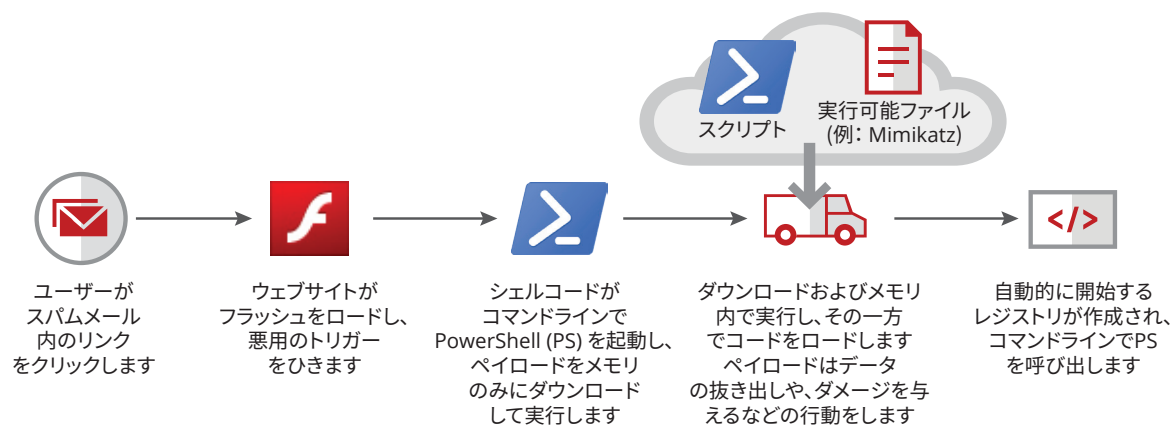 スクリプト
実行可能ファイル
(例: Mimikatz)
</>
ユーザーが
スパムメール
内のリンク
をクリックします
ウェブサイトが
フラッシュをロードし、
悪用のトリガー
をひきます
シェルコードが
コマンドラインで
PowerShell (PS) を起動し、
ペイロードをメモリ
のみにダウンロード
して実行します
ダウンロードおよびメモリ
内で実行し、その一方
でコードをロードします
ペイロードはデータ
の抜き出しや、ダメージを与
えるなどの行動をします
自動的に開始する
レジストリが作成され、
コマンドラインでPS
を呼び出します